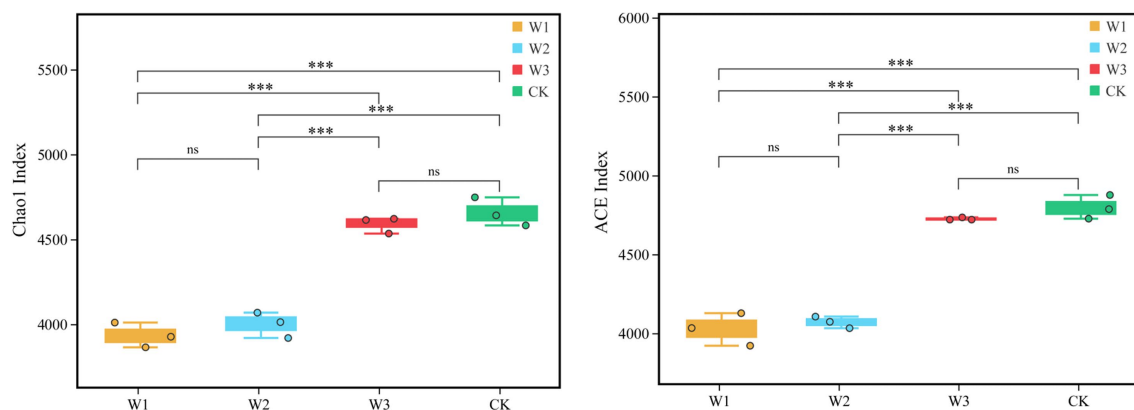 Chao1 Index
5500
5000
4500
4000
W1
W2
W3
CK
***
***
***
***
ns
ns
W1
W2
W3
CK
ACE Index
6000
5500
5000
4500
4000
W1
W2
W3
CK
***
***
***
***
ns
ns
W1
W2
W3
CK